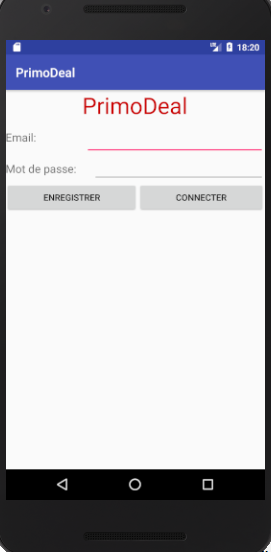 18:20
PrimoDeal
PrimoDeal
Email:
Mot de passe:
ENREGISTRER CONNECTER